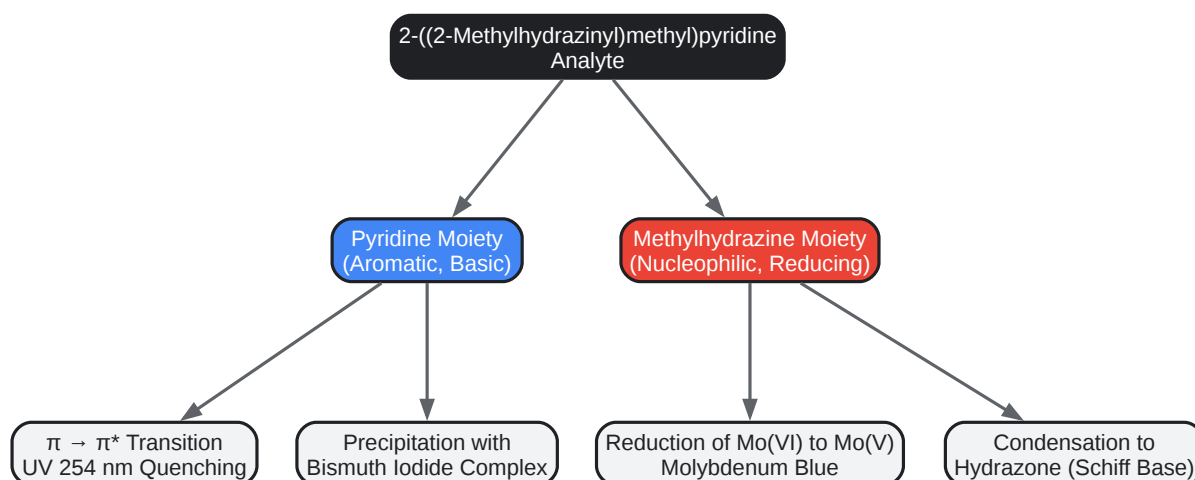 2-((2-Methylhydrazinyl)methyl)pyridine
Analyte
Pyridine Moiety
(Aromatic, Basic)
Methylhydrazine Moiety
(Nucleophilic, Reducing)
π → π* Transition
UV 254 nm Quenching
Precipitation with
Bismuth Iodide Complex
Reduction of Mo(VI) to Mo(V)
Molybdenum Blue
Condensation to
Hydrazone (Schiff Base)